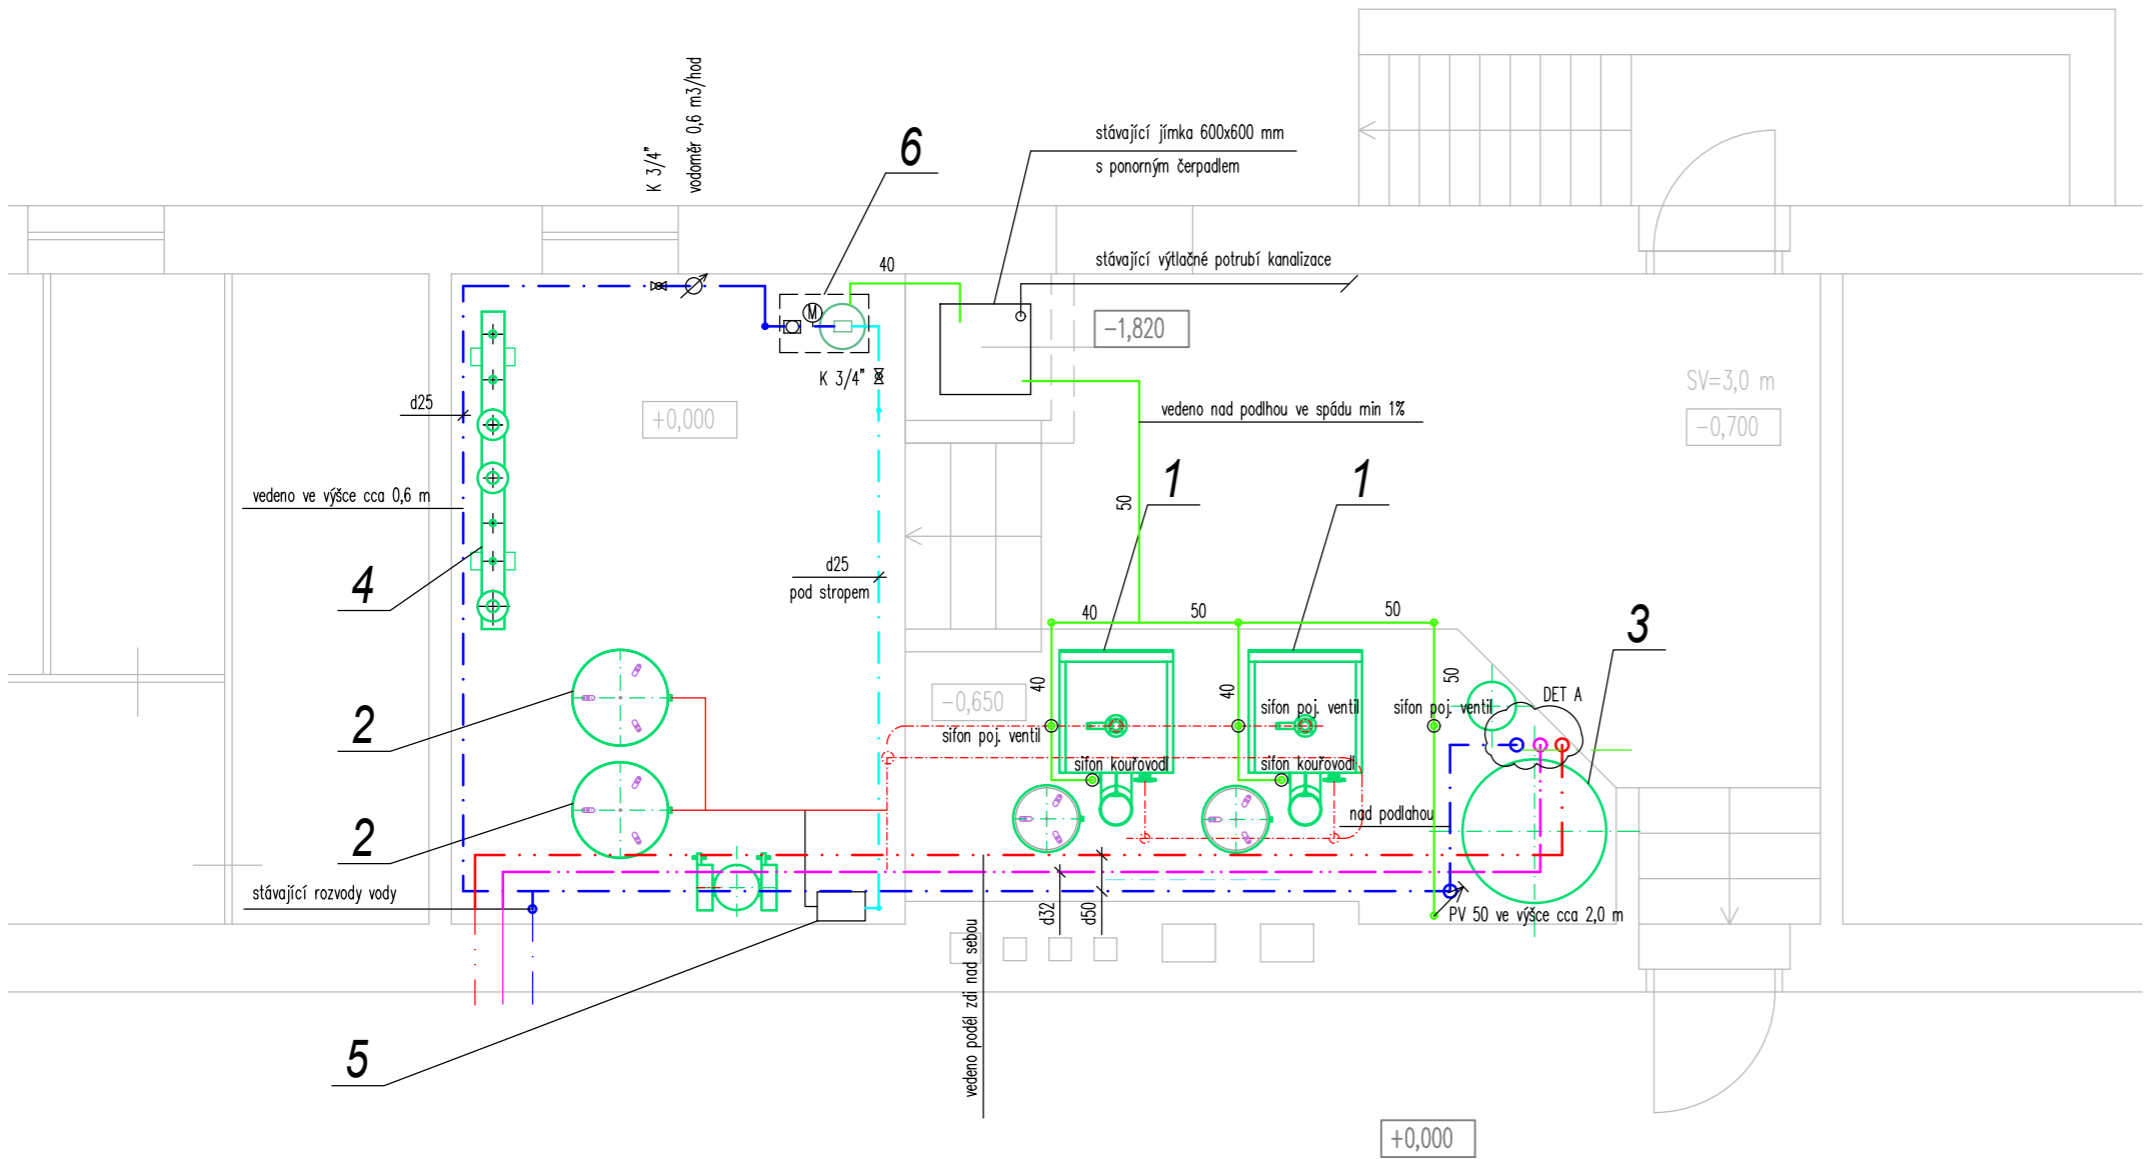 K 3/4"
vodoměr 0,6 m3/hod
6
stávající jímka 600x600 mm
s ponorným čerpadlem
40
stávající výtlačné potrubí kanalizace
M
-1,820
K 3/4"
SV=3,0 m
-0,700
d25
+0,000
vedeno nad podlhou ve spádu min 1%
vedeno ve výšce cca 0,6 m
1
1
50
4
d25
pod stropem
40
50
50
3
40
40
50
-0,650
DET A
sifon poj. ventil
sifon poj. ventil
sifon poj. ventil
2
sifon kouřovodl
sifon kouřovodl
nad podlahou
2
stávající rozvody vody
d32
d50
PV 50 ve výšce cca 2,0 m
vedeno podél zdi nad sebou
5
+0,000